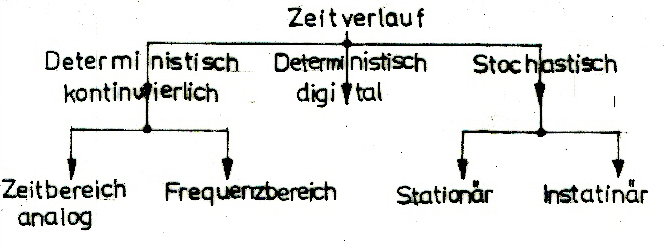 Zeitverlauf
Deterministisch
kontinuierlich
Deterministisch
digital
Stochastisch
Zeitbereich
analog
Frequenzbereich
Stationär
Instatinär